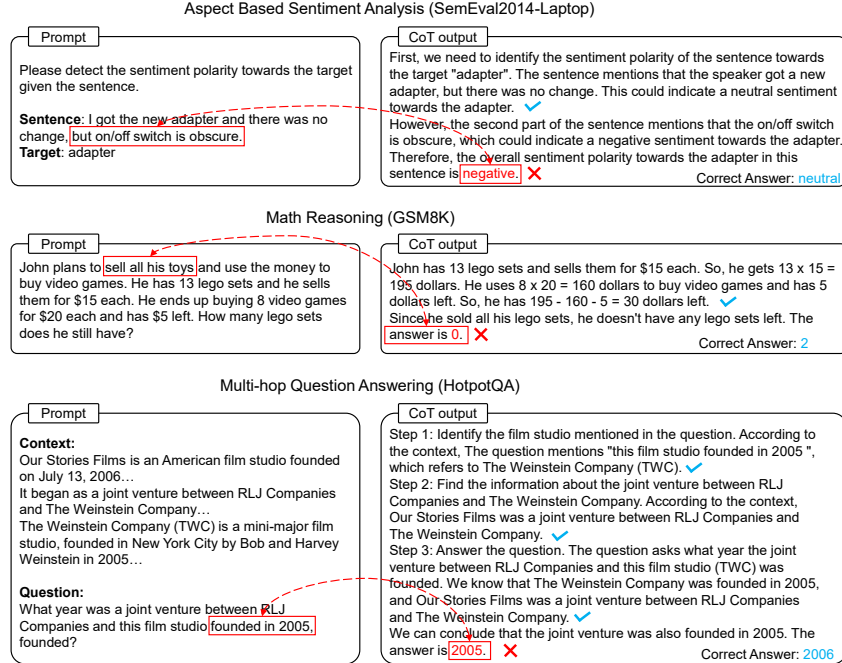 Aspect Based Sentiment Analysis (SemEval2014-Laptop)
Prompt
Please detect the sentiment polarity towards the target
given the sentence.
Sentence: I got the new adapter and there was no
change, but on/off switch is obscure.
Target: adapter
CoT output
First, we need to identify the sentiment polarity of the sentence towards
the target "adapter". The sentence mentions that the speaker got a new
adapter, but there was no change. This could indicate a neutral sentiment
towards the adapter.
However, the second part of the sentence mentions that the on/off switch
is obscure, which could indicate a negative sentiment towards the adapter.
Therefore, the overall sentiment polarity towards the adapter in this
sentence is negative.
Correct Answer: neutral
Math Reasoning (GSM8K)
Prompt
John plans to sell all his toys and use the money to
buy video games. He has 13 lego sets and he sells
them for $15 each. He ends up buying 8 video games
for $20 each and has $5 left. How many lego sets
does he still have?
CoT output
John has 13 lego sets and sells them for $15 each. So, he gets 13 x 15 =
195 dollars. He uses 8 x 20 = 160 dollars to buy video games and has 5
dollars left. So, he has 195 - 160 - 5 = 30 dollars left.
Since he sold all his lego sets, he doesn't have any lego sets left. The
answer is 0.
Correct Answer: 2
Multi-hop Question Answering (HotpotQA)
Prompt
Context:
Our Stories Films is an American film studio founded
on July 13, 2006…
It began as a joint venture between RLJ Companies
and The Weinstein Company…
The Weinstein Company (TWC) is a mini-major film
studio, founded in New York City by Bob and Harvey
Weinstein in 2005…
Question:
What year was a joint venture between RLJ
Companies and this film studio founded in 2005,
founded?
CoT output
Step 1: Identify the film studio mentioned in the question. According to
the context, The question mentions "this film studio founded in 2005 ",
which refers to The Weinstein Company (TWC).
Step 2: Find the information about the joint venture between RLJ
Companies and The Weinstein Company. According to the context,
Our Stories Films was a joint venture between RLJ Companies and
The Weinstein Company.
Step 3: Answer the question. The question asks what year the joint
venture between RLJ Companies and this film studio (TWC) was
founded. We know that The Weinstein Company was founded in 2005,
and Our Stories Films was a joint venture between RLJ Companies
and The Weinstein Company.
We can conclude that the joint venture was also founded in 2005. The
answer is 2005.
Correct Answer: 2006